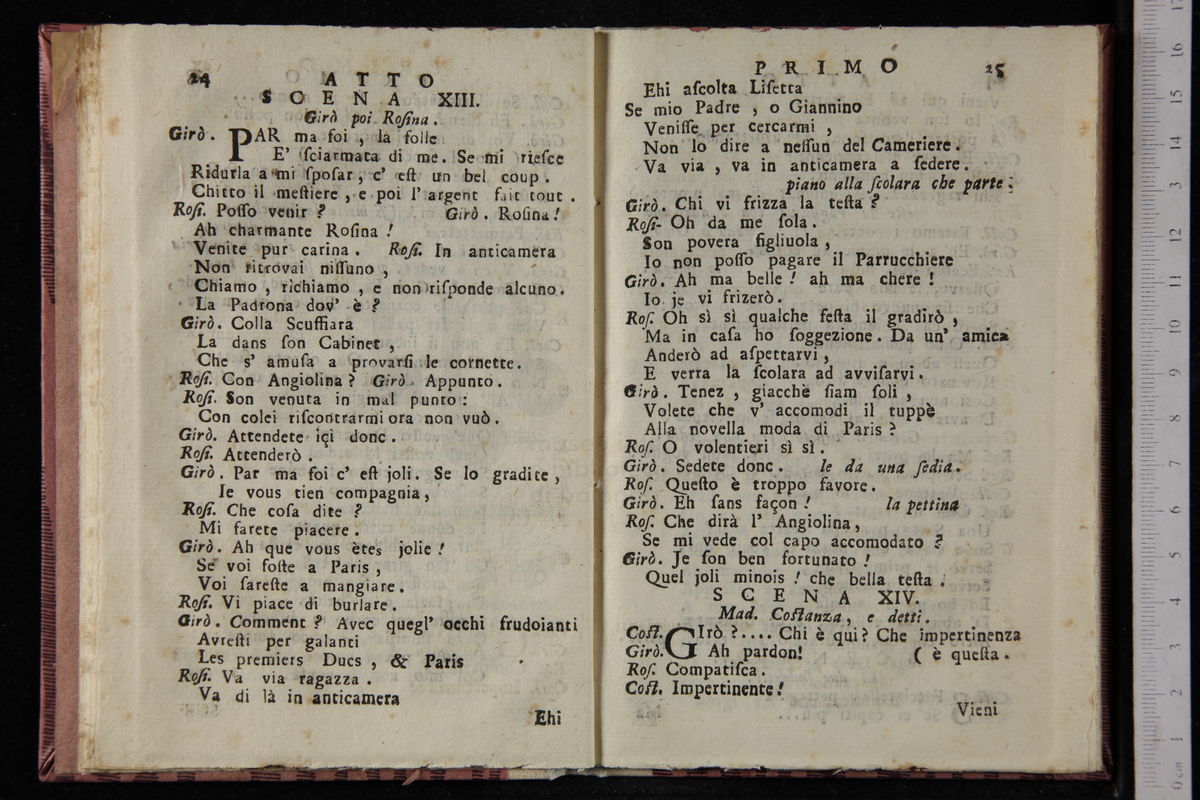 24 ATTO
SCENA XIII.
Girò poi Rosina.
Girò. PAR ma foi, la folle
E' ſciarmata di me. Se mi rieſce
Ridurla a mi ſpoſar, c' eſt un bel coup.
Chitto il meſtiere, e poi l' argent fait tout.
Roſi. Poſſo venir? Girò. Roſina!
Ah charmante Roſina!
Venite pur carina. Roſi. In anticamera
Non ritrovai niſſuno,
Chiamo, richiamo, e non riſponde alcuno.
La Padrona dov' è?
Girò. Colla Scuffiara
La dans ſon Cabinet,
Che s' amuſa a provarſi le cornette.
Roſi. Con Angiolina? Girò. Appunto.
Roſi. Son venuta in mal punto:
Con colei riſcontrarmi ora non vuò.
Girò. Attendete içi donc.
Roſi. Attenderò.
Girò. Par ma foi c' eſt joli. Se lo gradite,
Ie vous tien compagnia,
Roſi. Che coſa dite?
Mi farete piacere.
Girò. Ah que vous ètes jolie!
Se voi foſte a Paris,
Voi fareſte a mangiare.
Roſi. Vi piace di burlare.
Girò. Comment? Avec quegl' occhi frudoianti
Avreſti per galanti
Les premiers Ducs, & Paris
Roſi. Va via ragazza.
Va di là in anticamera
Ehi
PRIMO 25
Ehi aſcolta Liſetta
Se mio Padre, o Giannino
Veniſſe per cercarmi,
Non lo dire a neſſun del Cameriere.
Va via, va in anticamera a ſedere.
piano alla ſcolara che parte.
Girò. Chi vi frizza la teſta?
Roſi- Oh da me ſola.
Son povera figliuola,
Io non poſſo pagare il Parrucchiere
Girò. Ah ma belle! ah ma chere!
Io je vi frizerò.
Roſ. Oh sì sì qualche feſta il gradirò,
Ma in caſa ho ſoggezione. Da un' amica
Anderò ad aſpettarvi,
E verra la ſcolara ad avviſarvi.
Girò. Tenez, giacchè ſiam ſoli,
Volete che v' accomodi il tuppè
Alla novella moda di Paris?
Roſ. O volentieri sì sì.
Girò. Sedete donc. le da una ſedia.
Roſ. Queſto è troppo favore.
Girò. Eh ſans façon! la pettina
Roſ. Che dirà l' Angiolina,
Se mi vede col capo accomodato?
Girò. Je ſon ben fortunato!
Quel joli minois! che bella teſta.
SCENA XIV.
Mad. Coſtanza, e detti.
Coſt. GIrò?.... Chi è qui? Che impertinenza
Girò. Ah pardon! ( è queſta.
Roſ. Compatiſca.
Coſt. Impertinente!
Vieni